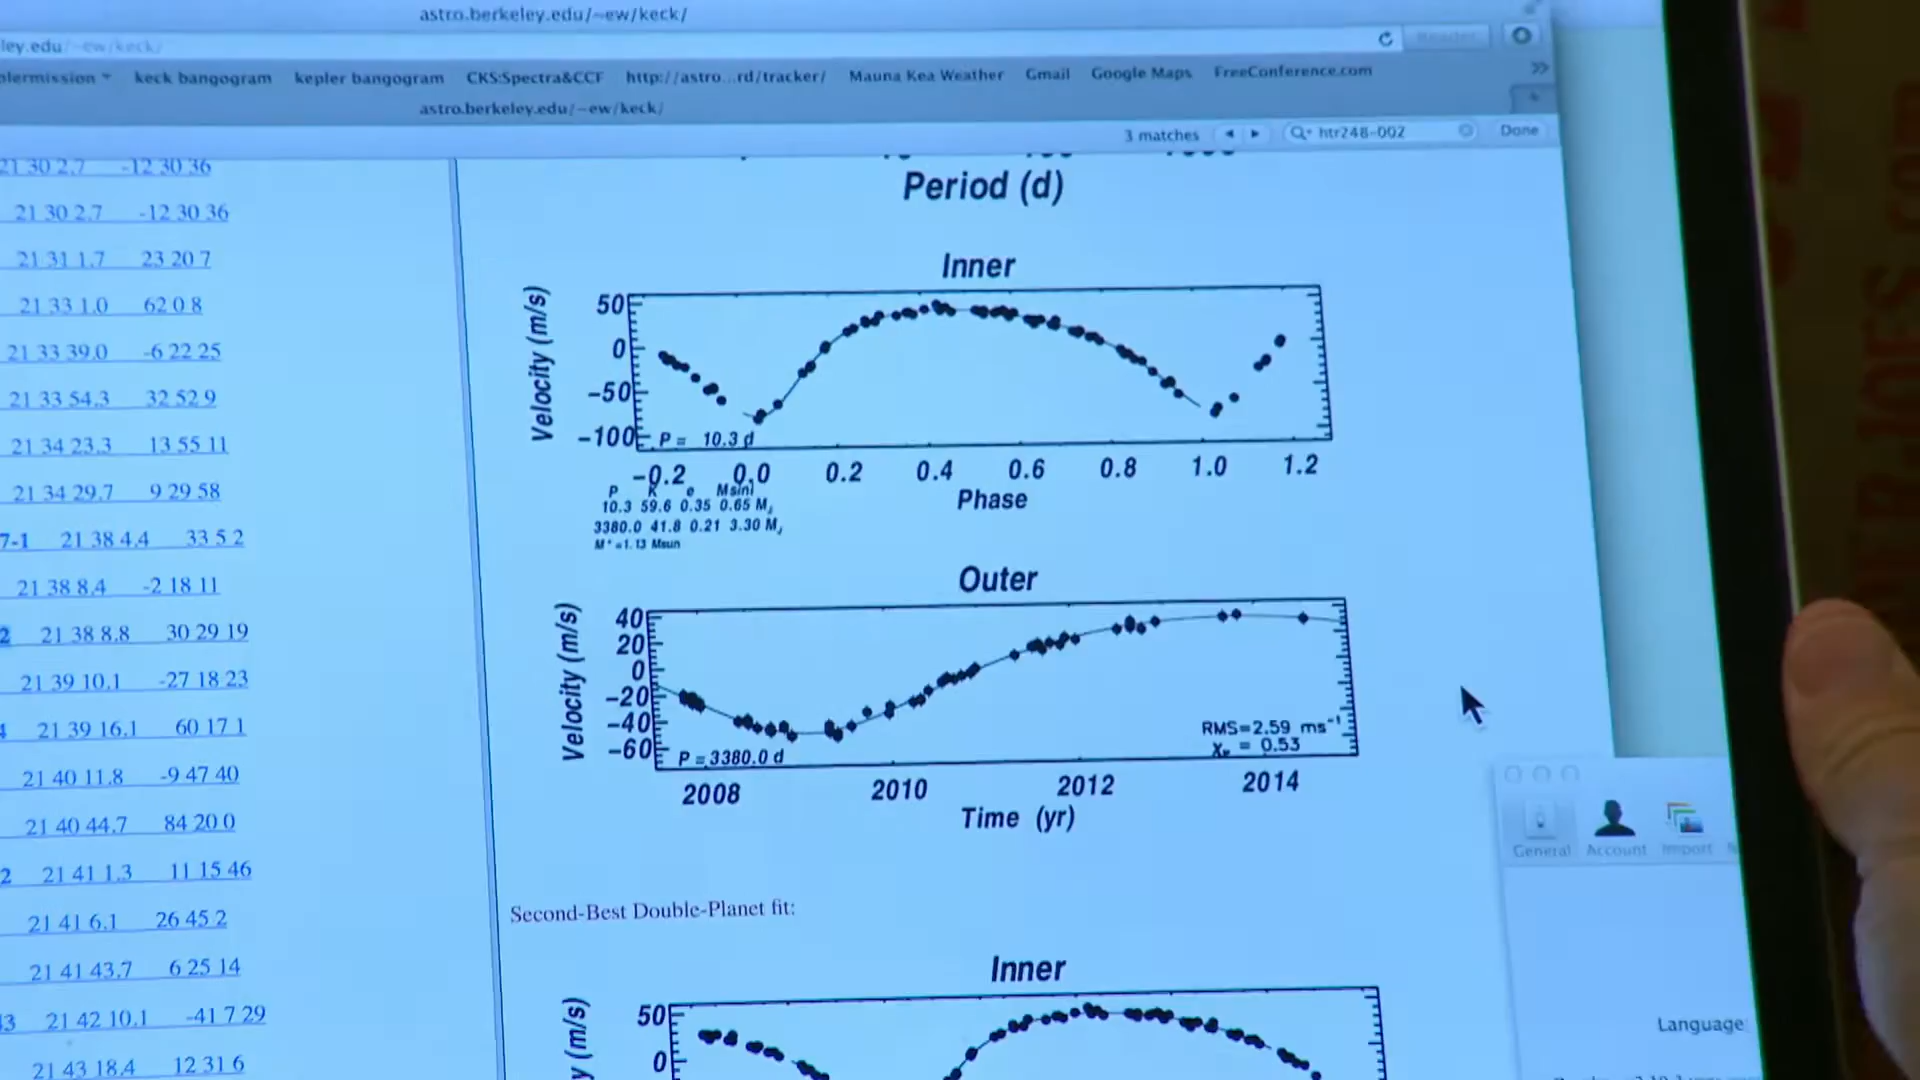 astro.berkeley.edu/~ew/keck/
ley.edu/~ew/keck/ Reader
plermission keck bangogram kepler bangogram CKS:Spectra&CCF http://astro...rd/tracker/ Mauna Kea Weather Gmail Google Maps FreeConference.com »
astro.berkeley.edu/~ew/keck/
3 matches htr248-002 Done
21 30 2.7 -12 30 36
21 30 2.7 -12 30 36
21 31 1.7 23 20 7
21 33 1.0 62 0 8
21 33 39.0 -6 22 25
21 33 54.3 32 52 9
21 34 23.3 13 55 11
21 34 29.7 9 29 58
7-1 21 38 4.4 33 5 2
21 38 8.4 -2 18 11
2 21 38 8.8 30 29 19
21 39 10.1 -27 18 23
4 21 39 16.1 60 17 1
21 40 11.8 -9 47 40
21 40 44.7 84 20 0
2 21 41 1.3 11 15 46
21 41 6.1 26 45 2
21 41 43.7 6 25 14
43 21 42 10.1 -41 7 29
21 43 18.4 12 31 6
Period (d)
Inner
Velocity (m/s)
50
0
-50
-100
P = 10.3 d
-0.2 0.0 0.2 0.4 0.6 0.8 1.0 1.2
Phase
P K e Msini
10.3 59.6 0.35 0.65 MJ
3380.0 41.8 0.21 3.30 MJ
M* =1.13 Msun
Outer
Velocity (m/s)
40
20
0
-20
-40
-60
P = 3380.0 d
RMS=2.59 ms⁻¹
χν = 0.53
2008 2010 2012 2014
Time (yr)
Second-Best Double-Planet fit:
Inner
y (m/s)
50
0
General Account Import
Language